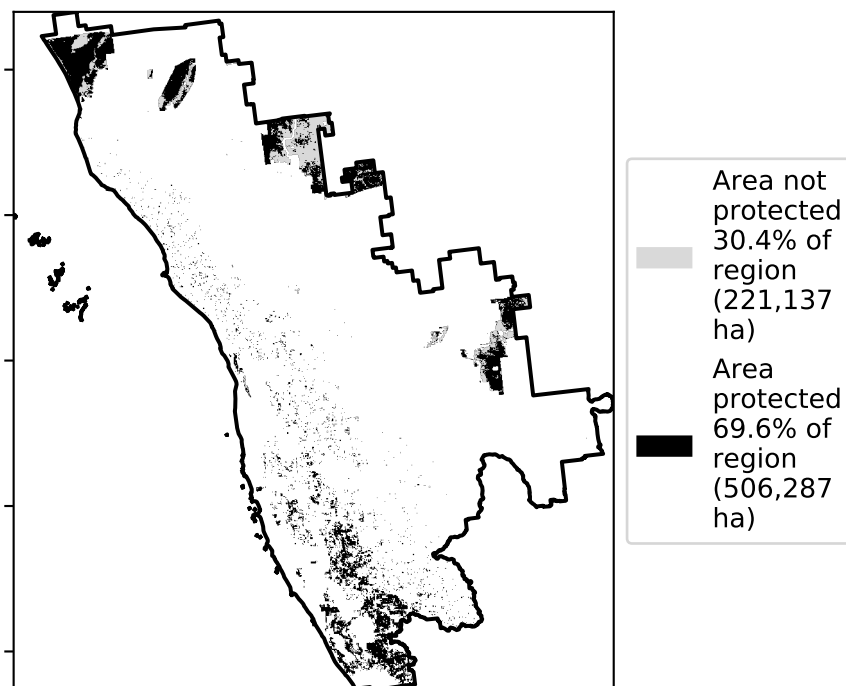 Area not
protected
30.4% of
region
(221,137
ha)
Area
protected
69.6% of
region
(506,287
ha)